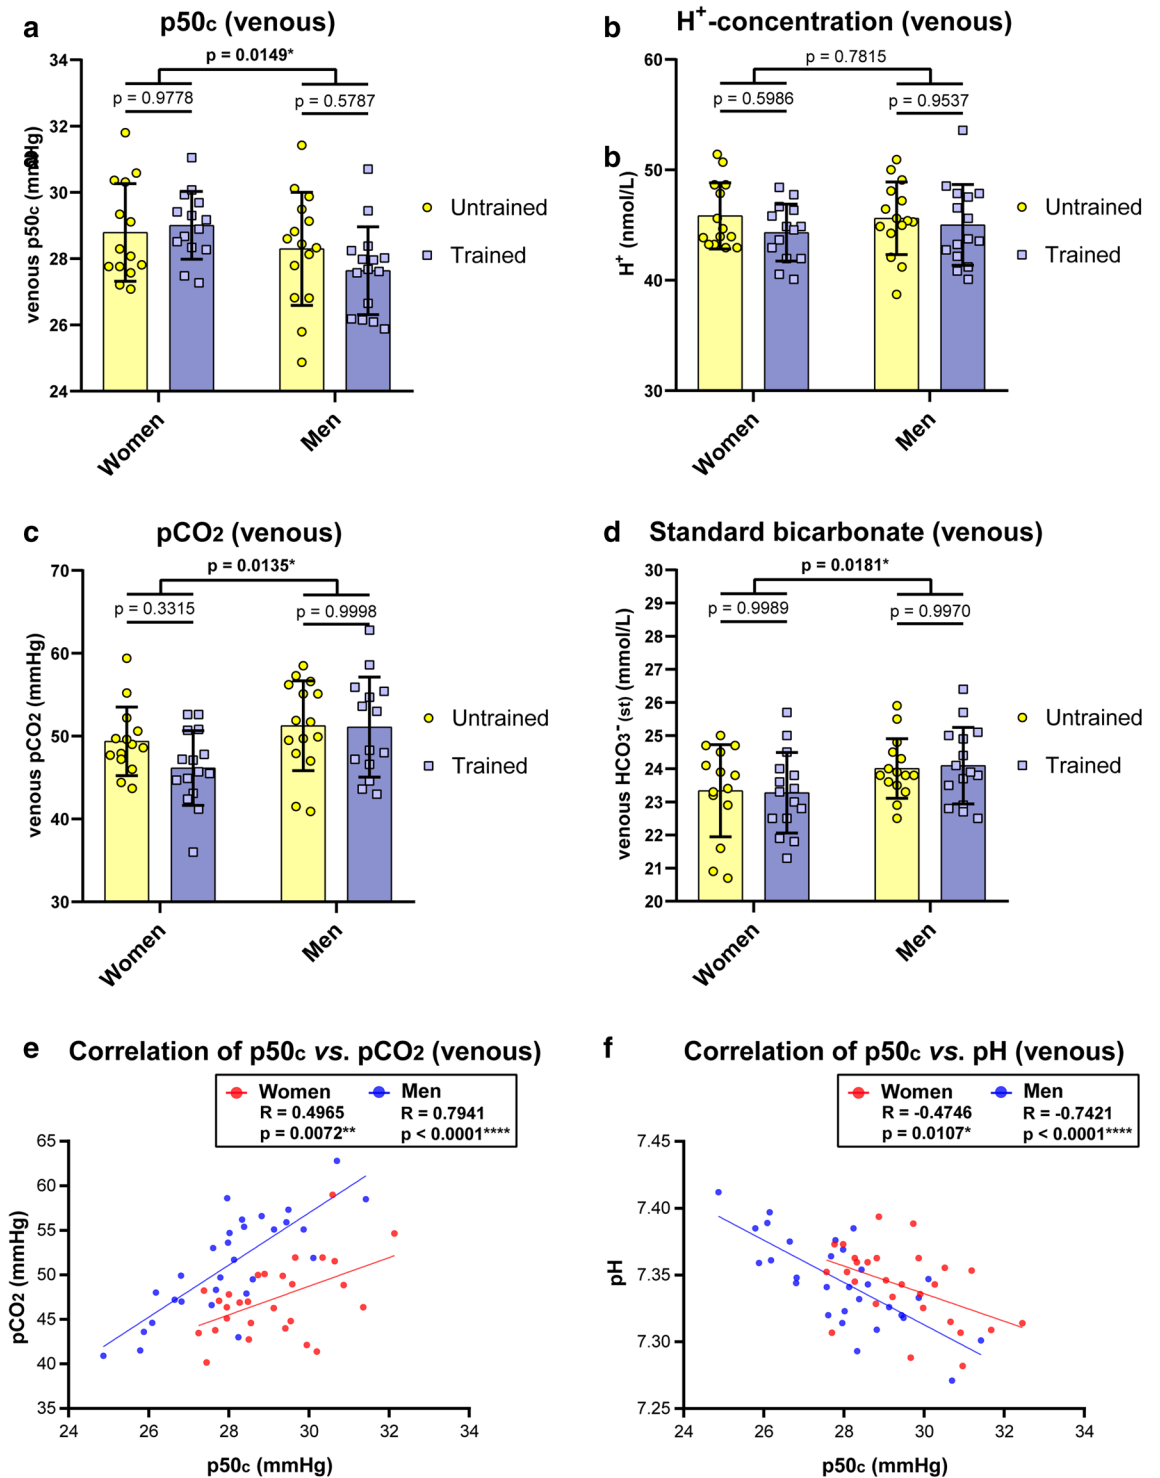 a
p50c (venous)
p = 0.0149*
p = 0.9778
p = 0.5787
34
32
30
28
26
24
a
venous p50c (mmHg)
Women
Men
Untrained
Trained
b
H+-concentration (venous)
p = 0.7815
p = 0.5986
p = 0.9537
60
50
40
30
b
H+ (nmol/L)
Women
Men
Untrained
Trained
c
pCO2 (venous)
p = 0.0135*
p = 0.3315
p = 0.9998
70
60
50
40
30
venous pCO2 (mmHg)
Women
Men
Untrained
Trained
d
Standard bicarbonate (venous)
p = 0.0181*
p = 0.9989
p = 0.9970
30
29
28
27
26
25
24
23
22
21
20
venous HCO3-(st) (mmol/L)
Women
Men
Untrained
Trained
e
Correlation of p50c vs. pCO2 (venous)
Women Men
R = 0.4965 R = 0.7941
p = 0.0072** p < 0.0001****
65
60
55
50
45
40
35
pCO2 (mmHg)
24 26 28 30 32 34
p50c (mmHg)
f
Correlation of p50c vs. pH (venous)
Women Men
R = -0.4746 R = -0.7421
p = 0.0107* p < 0.0001****
7.45
7.40
7.35
7.30
7.25
pH
24 26 28 30 32 34
p50c (mmHg)